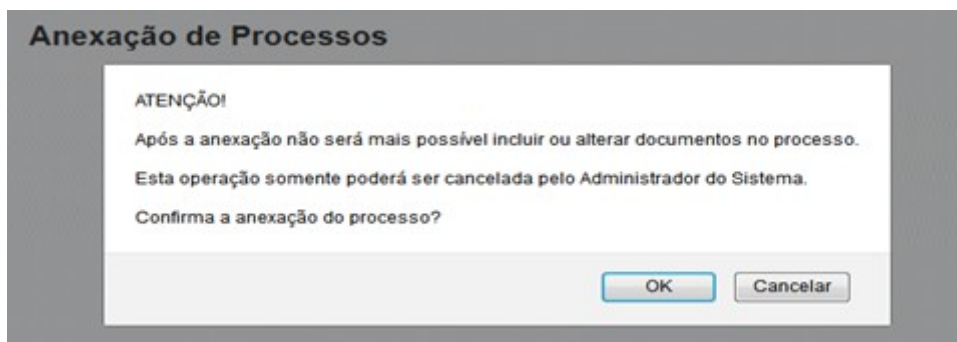 Anexação de Processos
ATENÇÃO!
Após a anexação não será mais possível incluir ou alterar documentos no processo.
Esta operação somente poderá ser cancelada pelo Administrador do Sistema.
Confirma a anexação do processo?
OK Cancelar